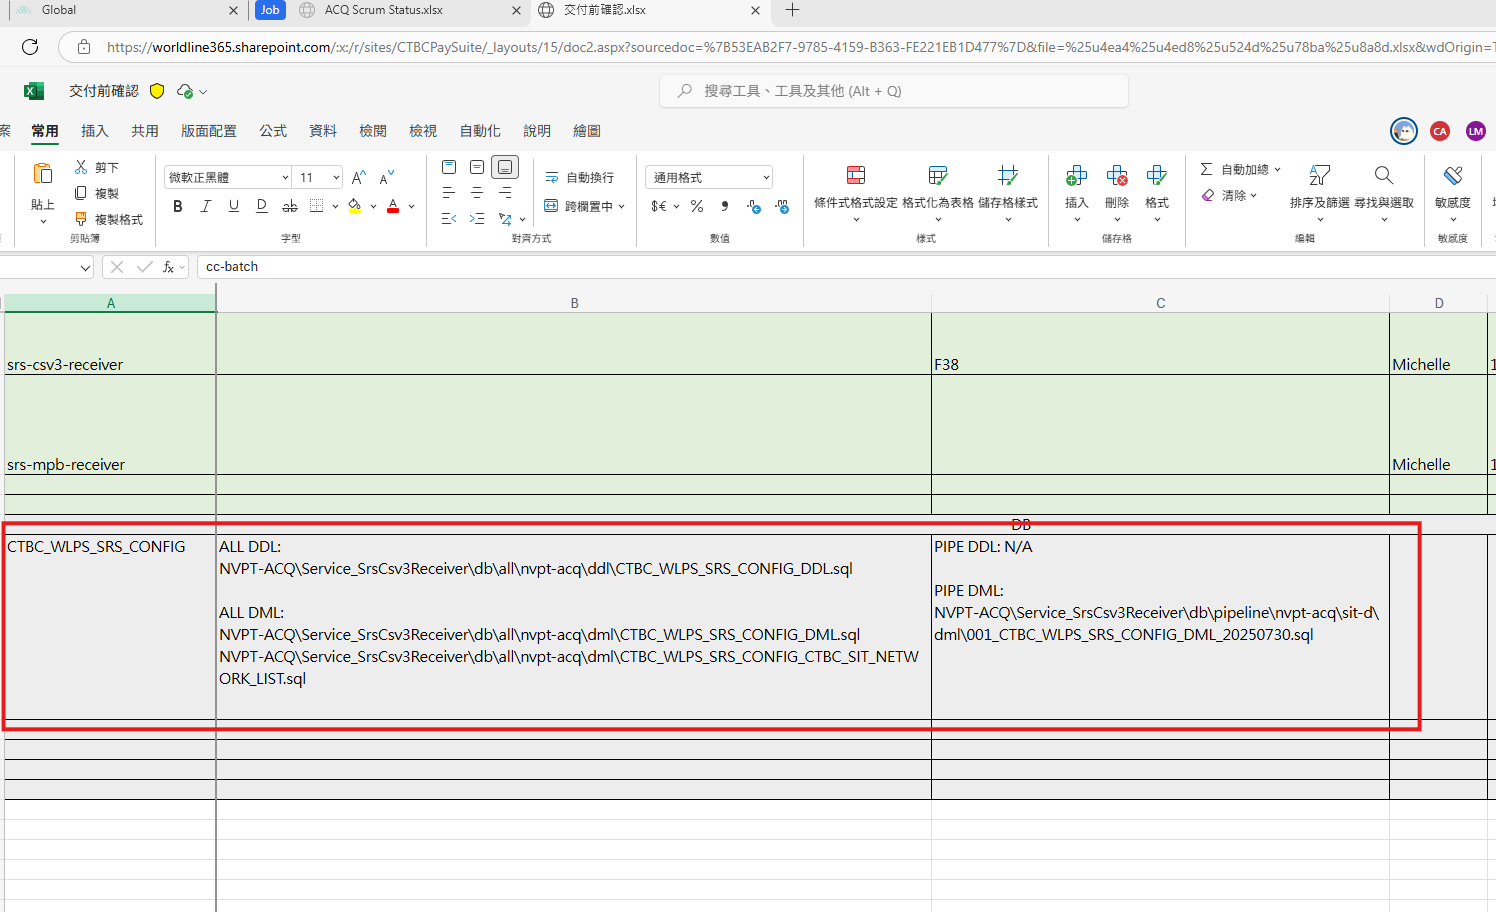 Global
Job
ACQ Scrum Status.xlsx
交付前確認.xlsx
https://worldline365.sharepoint.com/:x:/r/sites/CTBCPaySuite/_layouts/15/doc2.aspx?sourcedoc=%7B53EAB2F7-9785-4159-B363-FE221EB1D477%7D&file=%25u4ea4%25u4ed8%25u524d%25u78ba%25u8a8d.xlsx&wdOrigin=T
交付前確認
搜尋工具、工具及其他 (Alt + Q)
案 常用 插入 共用 版面配置 公式 資料 檢閱 檢視 自動化 說明 繪圖
CA LM
貼上
剪下
複製
複製格式
剪貼簿
微軟正黑體 11
字型
自動換行
跨欄置中
對齊方式
通用格式
數值
條件式格式設定 格式化為表格 儲存格樣式
樣式
插入 刪除 格式
儲存格
自動加總
清除
排序及篩選 尋找與選取
編輯
敏感度
敏感度
cc-batch
A B C D
srs-csv3-receiver F38 Michelle 1
srs-mpb-receiver Michelle 1
DB
CTBC_WLPS_SRS_CONFIG
ALL DDL:
NVPT-ACQ\Service_SrsCsv3Receiver\db\all\nvpt-acq\ddl\CTBC_WLPS_SRS_CONFIG_DDL.sql
ALL DML:
NVPT-ACQ\Service_SrsCsv3Receiver\db\all\nvpt-acq\dml\CTBC_WLPS_SRS_CONFIG_DML.sql
NVPT-ACQ\Service_SrsCsv3Receiver\db\all\nvpt-acq\dml\CTBC_WLPS_SRS_CONFIG_CTBC_SIT_NETW
ORK_LIST.sql
PIPE DDL: N/A
PIPE DML:
NVPT-ACQ\Service_SrsCsv3Receiver\db\pipeline\nvpt-acq\sit-d\
dml\001_CTBC_WLPS_SRS_CONFIG_DML_20250730.sql